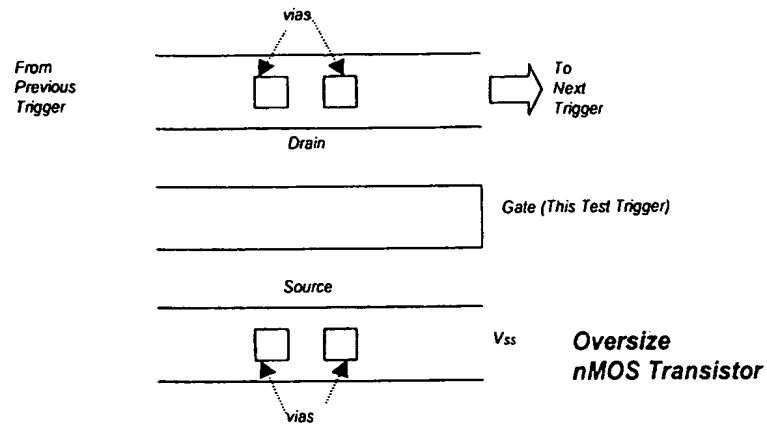 vias
From
Previous
Trigger
To
Next
Trigger
Drain
Gate (This Test Trigger)
Source
Vss
Oversize
nMOS Transistor
vias